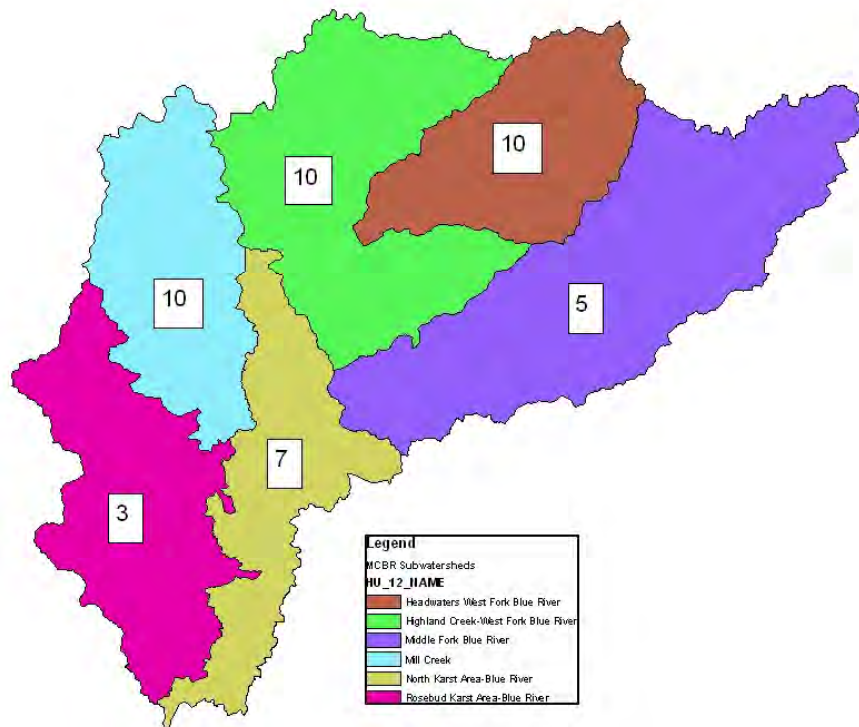 10
10
10
5
7
3
Legend
MCBR Subwatersheds
HU_12_NAME
Headwaters West Fork Blue River
Highland Creek-West Fork Blue River
Middle Fork Blue River
Mill Creek
North Karst Area-Blue River
Rosebud Karst Area-Blue River